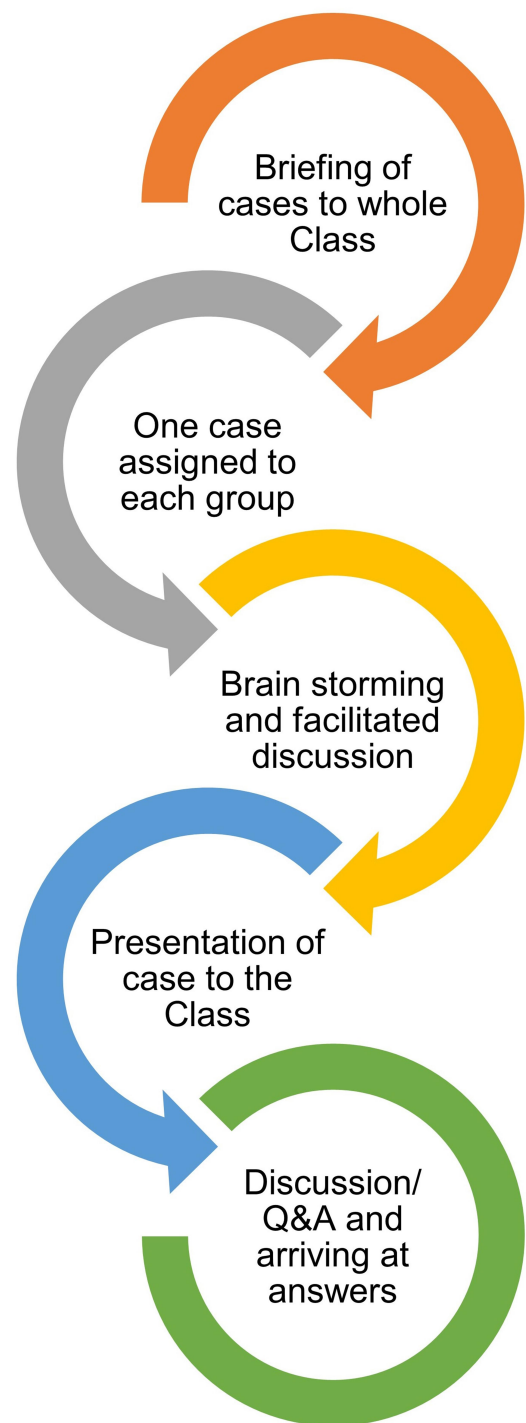 Briefing of
cases to whole
Class
One case
assigned to
each group
Brain storming
and facilitated
discussion
Presentation of
case to the
Class
Discussion/
Q&A and
arriving at
answers